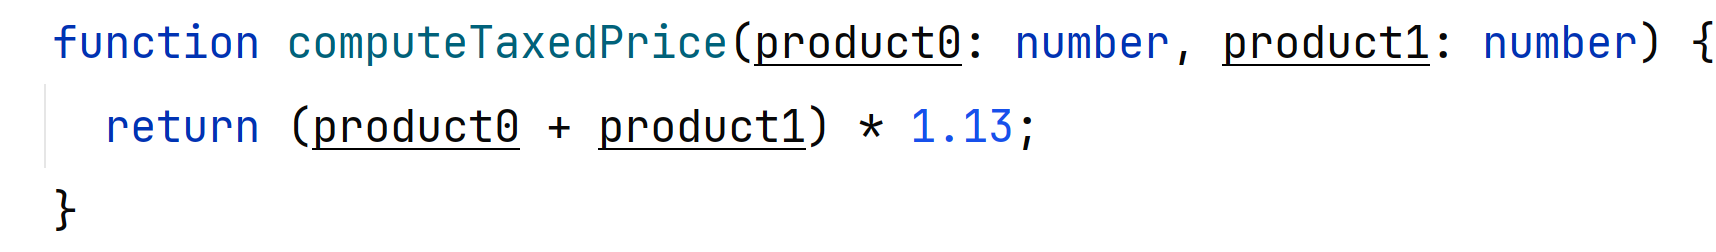 function computeTaxedPrice(product0: number, product1: number) {
  return (product0 + product1) * 1.13;
}